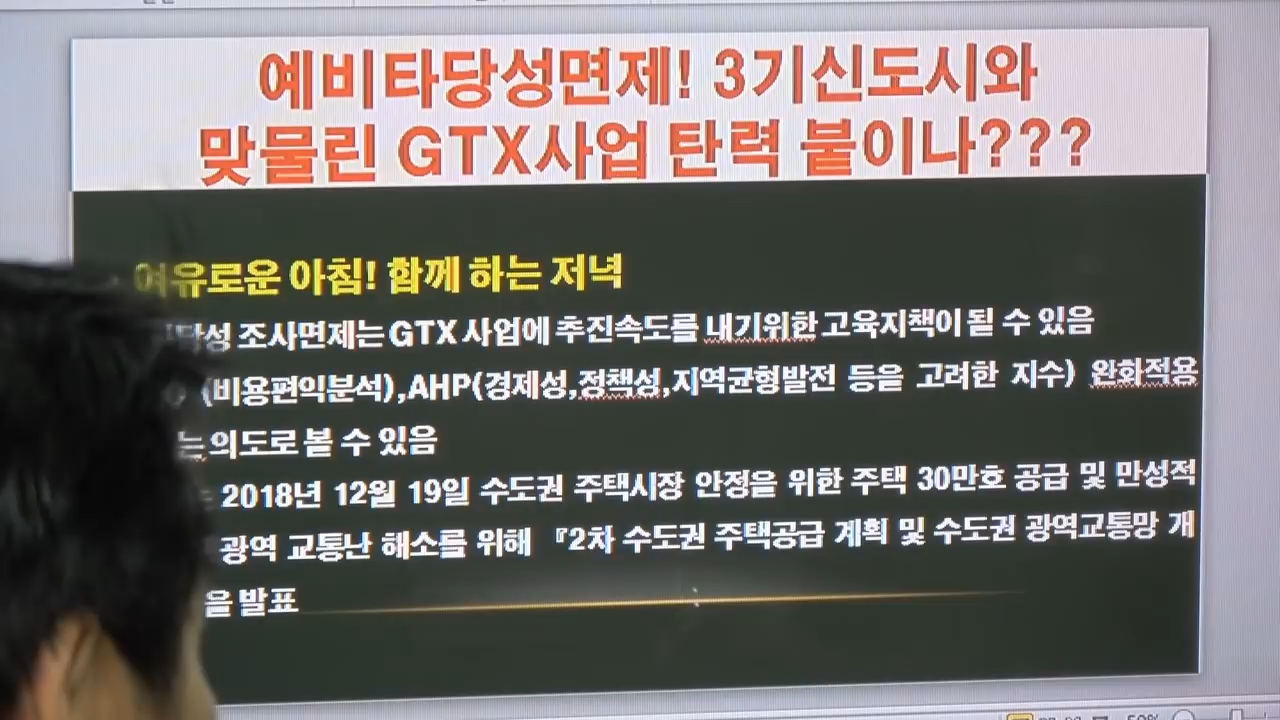 예비타당성면제! 3기신도시와
맞물린 GTX사업 탄력 붙이나???
여유로운 아침! 함께 하는 저녁
조사면제는 GTX 사업에 추진속도를 내기위한 고육지책이 될 수 있음
(비용편익분석),AHP(경제성,정책성,지역균형발전 등을 고려한 지수) 완화적용
는 의도로 볼 수 있음
2018년 12월 19일 수도권 주택시장 안정을 위한 주택 30만호 공급 및 만성적
광역 교통난 해소를 위해 『2차 수도권 주택공급 계획 및 수도권 광역교통망 개
을 발표